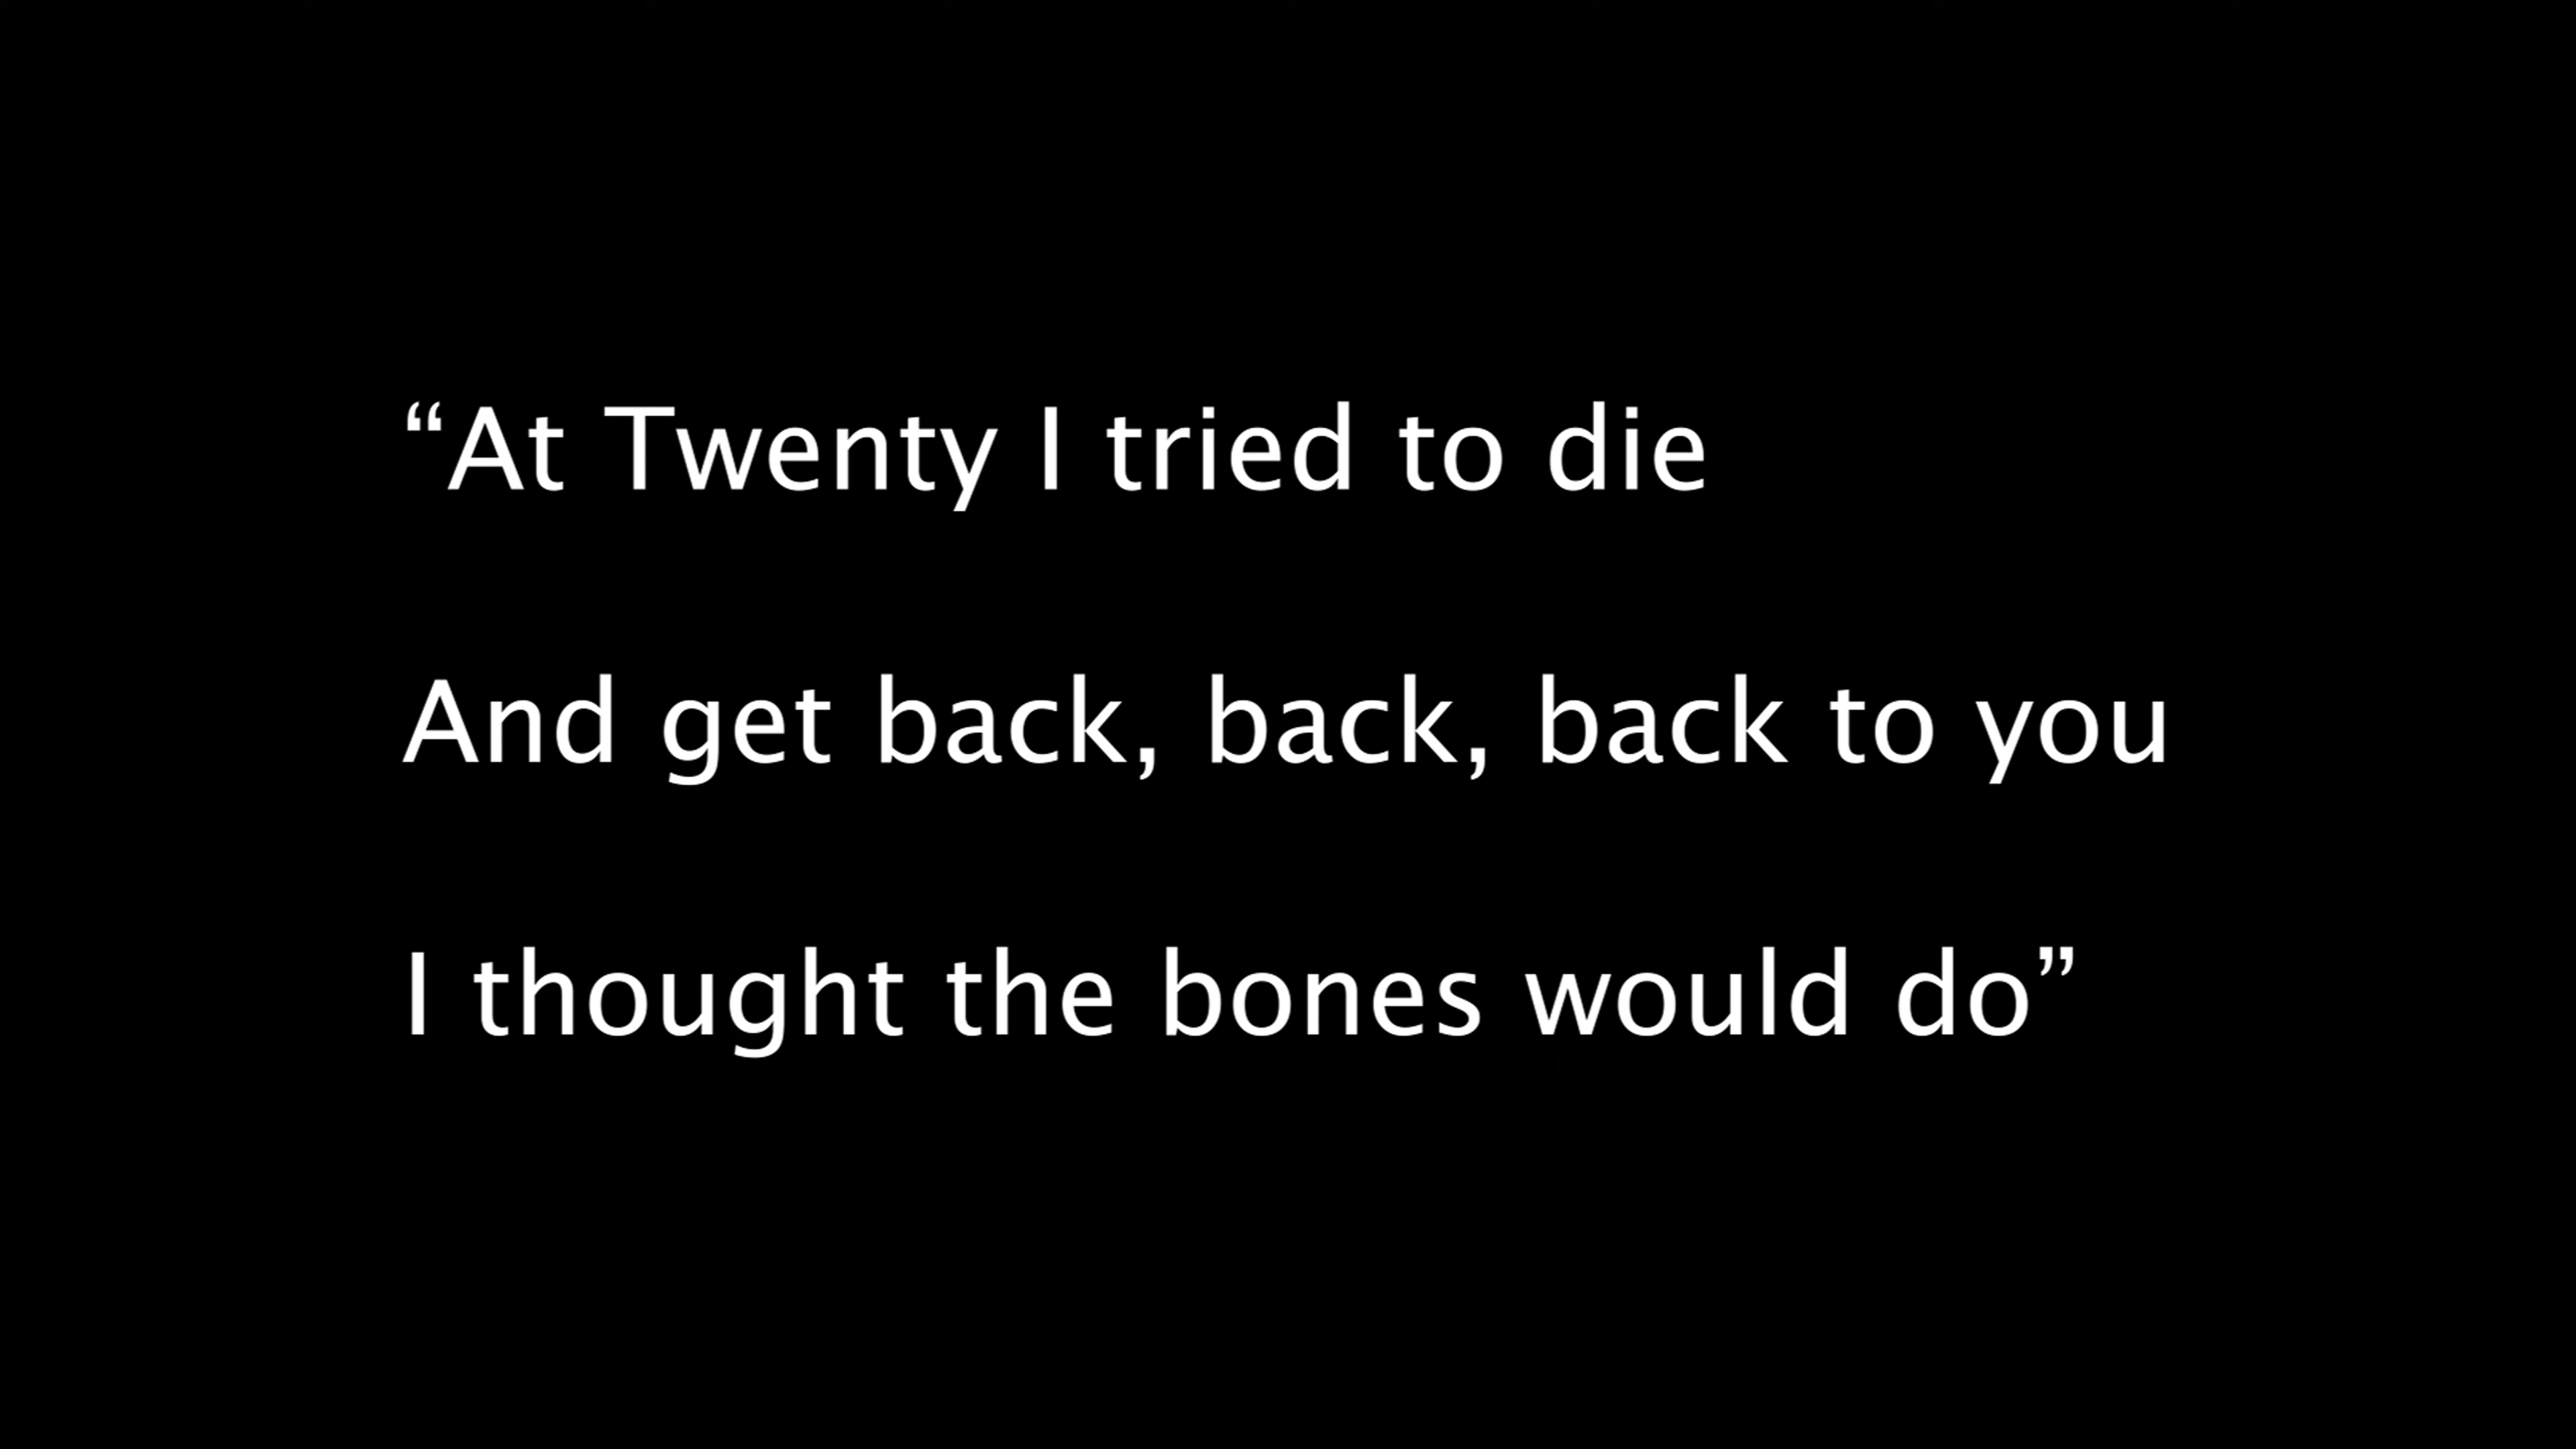 “At Twenty I tried to die
And get back, back, back to you
I thought the bones would do”